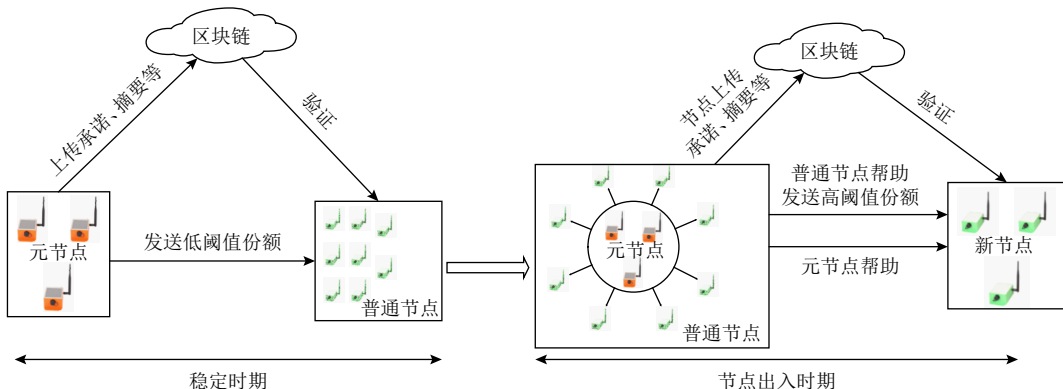 区块链
上传承诺、摘要等
验证
元节点
发送低阈值份额
普通节点
稳定时期
区块链
节点上传
承诺、摘要等
验证
普通节点帮助
发送高阈值份额
元节点
元节点帮助
新节点
普通节点
节点出入时期